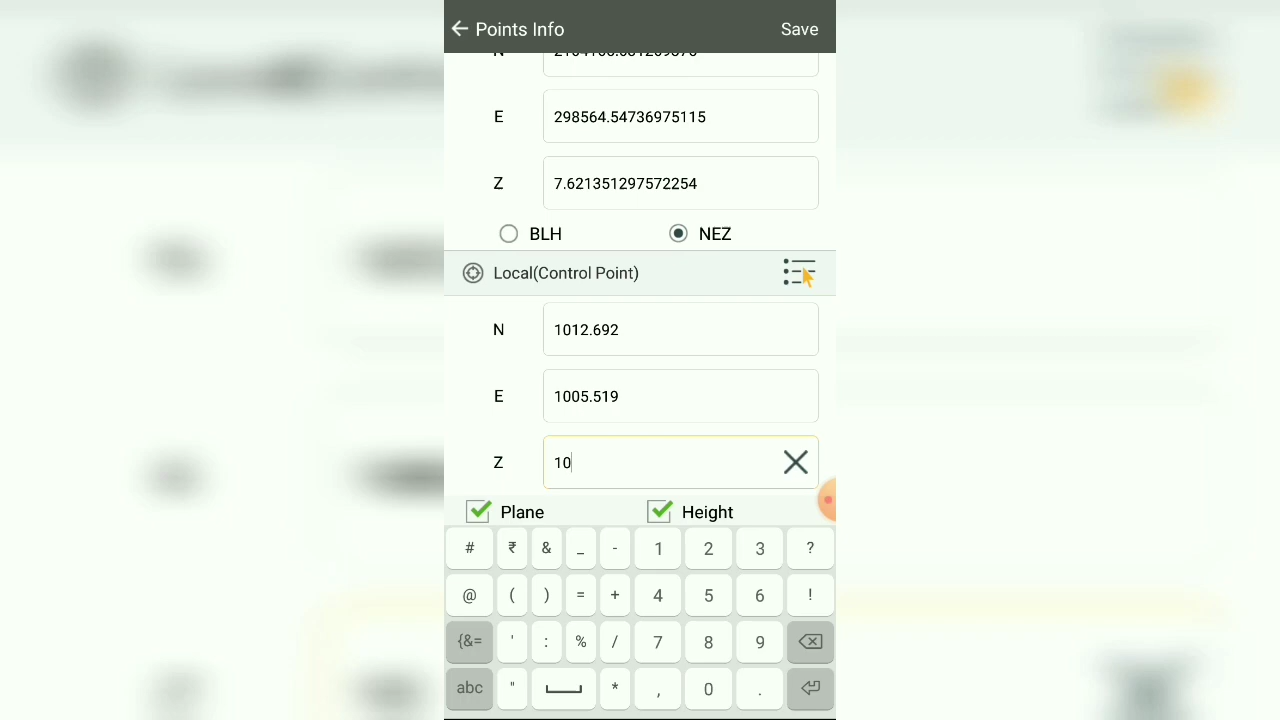 Points Info Save
E 298564.54736975115
Z 7.621351297572254
BLH NEZ
Local(Control Point)
N 1012.692
E 1005.519
Z 10
Plane Height
# ₹ & _ - 1 2 3 ?
@ ( ) = + 4 5 6 !
{&= ' : % / 7 8 9
abc " * , 0 .